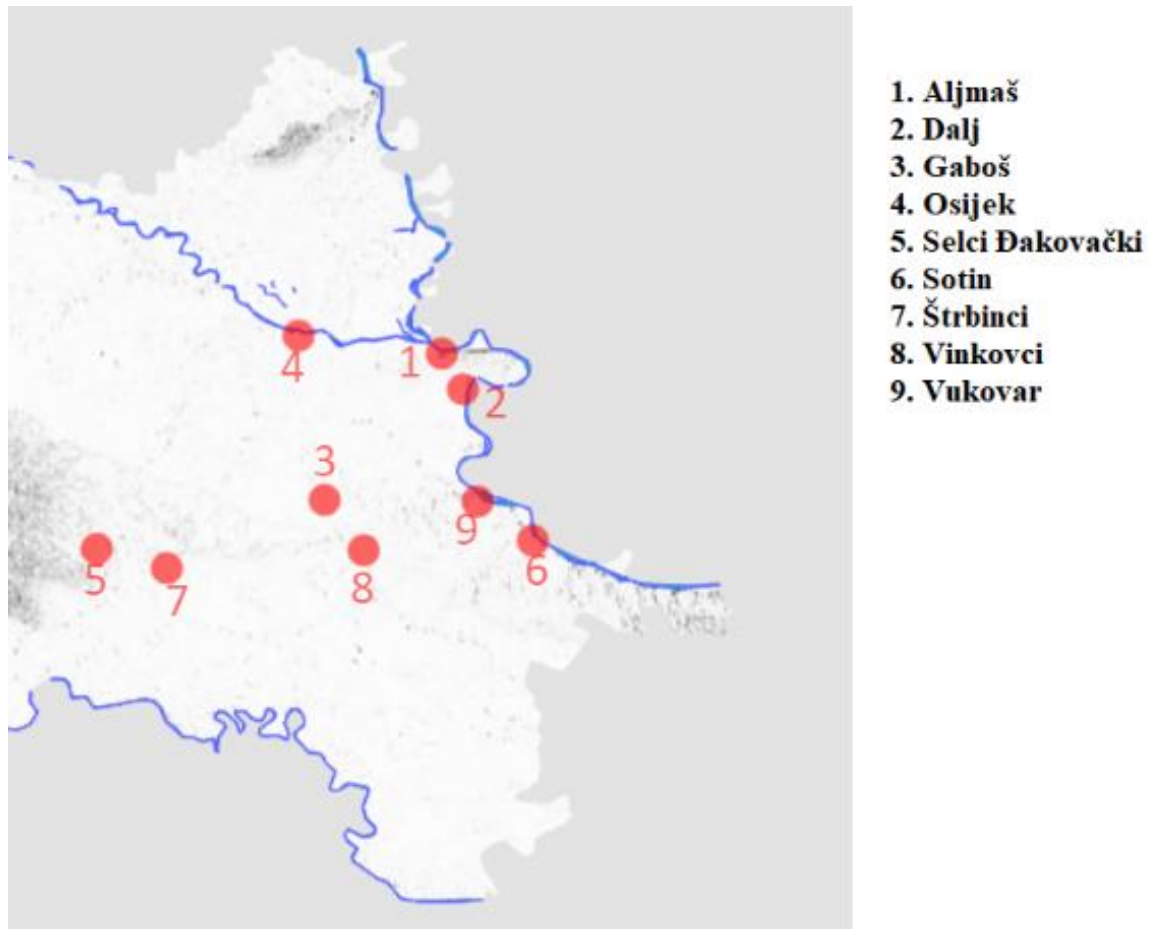 1. Aljmaš
2. Dalj
3. Gaboš
4. Osijek
5. Selci Đakovački
6. Sotin
7. Štrbinci
8. Vinkovci
9. Vukovar
4
1
2
3
9
6
5
7
8